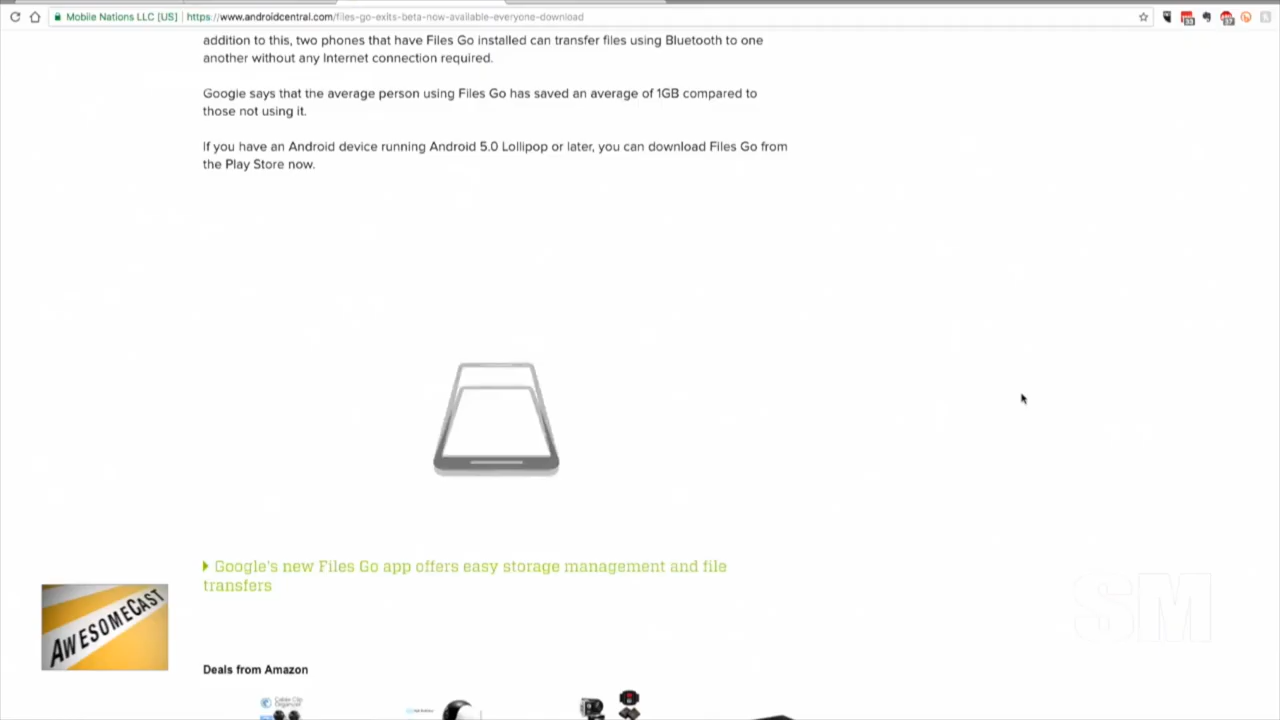 Mobile Nations LLC [US] https://www.androidcentral.com/files-go-exits-beta-now-available-everyone-download
addition to this, two phones that have Files Go installed can transfer files using Bluetooth to one
another without any Internet connection required.
Google says that the average person using Files Go has saved an average of 1GB compared to
those not using it.
If you have an Android device running Android 5.0 Lollipop or later, you can download Files Go from
the Play Store now.
Google's new Files Go app offers easy storage management and file
transfers
AWESOMECAST
SM
Deals from Amazon
Cable Clip
Organizer